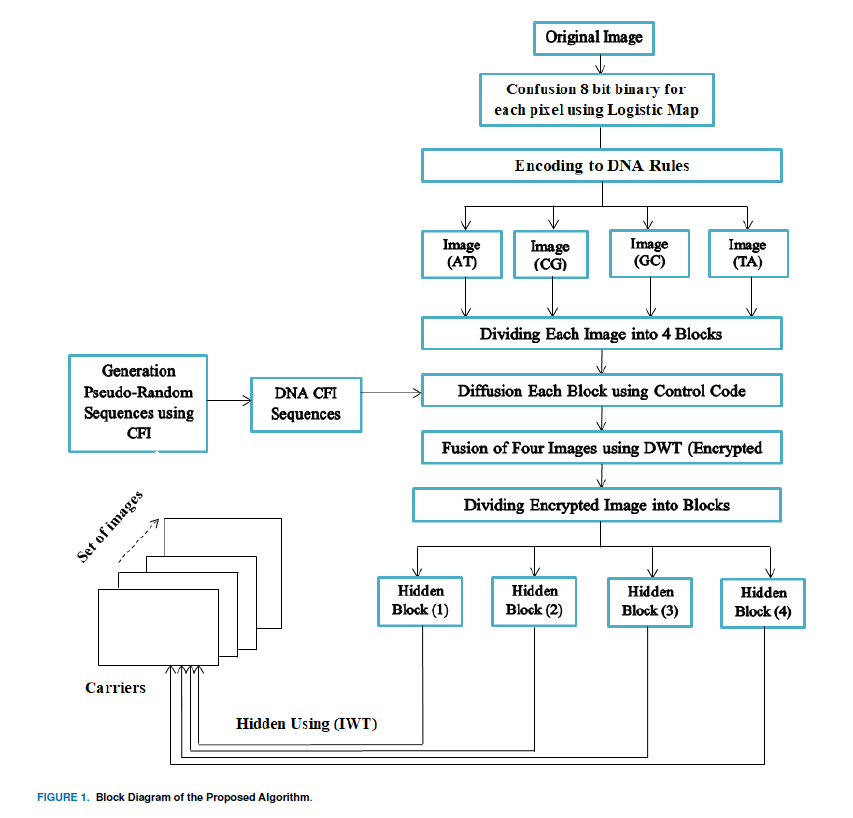 Original Image
Confusion 8 bit binary for
each pixel using Logistic Map
Encoding to DNA Rules
Image
(AT)
Image
(CG)
Image
(GC)
Image
(TA)
Dividing Each Image into 4 Blocks
Generation
Pseudo-Random
Sequences using
CFI
DNA CFI
Sequences
Diffusion Each Block using Control Code
Fusion of Four Images using DWT (Encrypted
Dividing Encrypted Image into Blocks
Set of images
Hidden
Block (1)
Hidden
Block (2)
Hidden
Block (3)
Hidden
Block (4)
Carriers
Hidden Using (IWT)
FIGURE 1. Block Diagram of the Proposed Algorithm.